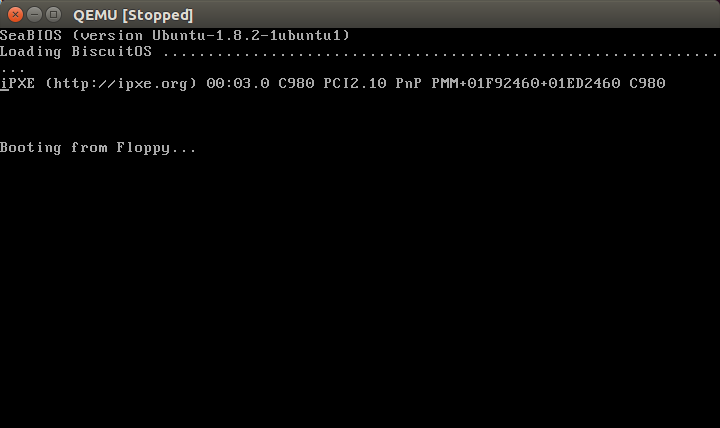 QEMU [Stopped]
SeaBIOS (version Ubuntu-1.8.2-1ubuntu1)
Loading BiscuitOS ..............................................................
...
iPXE (http://ipxe.org) 00:03.0 C980 PCI2.10 PnP PMM+01F92460+01ED2460 C980
Booting from Floppy...